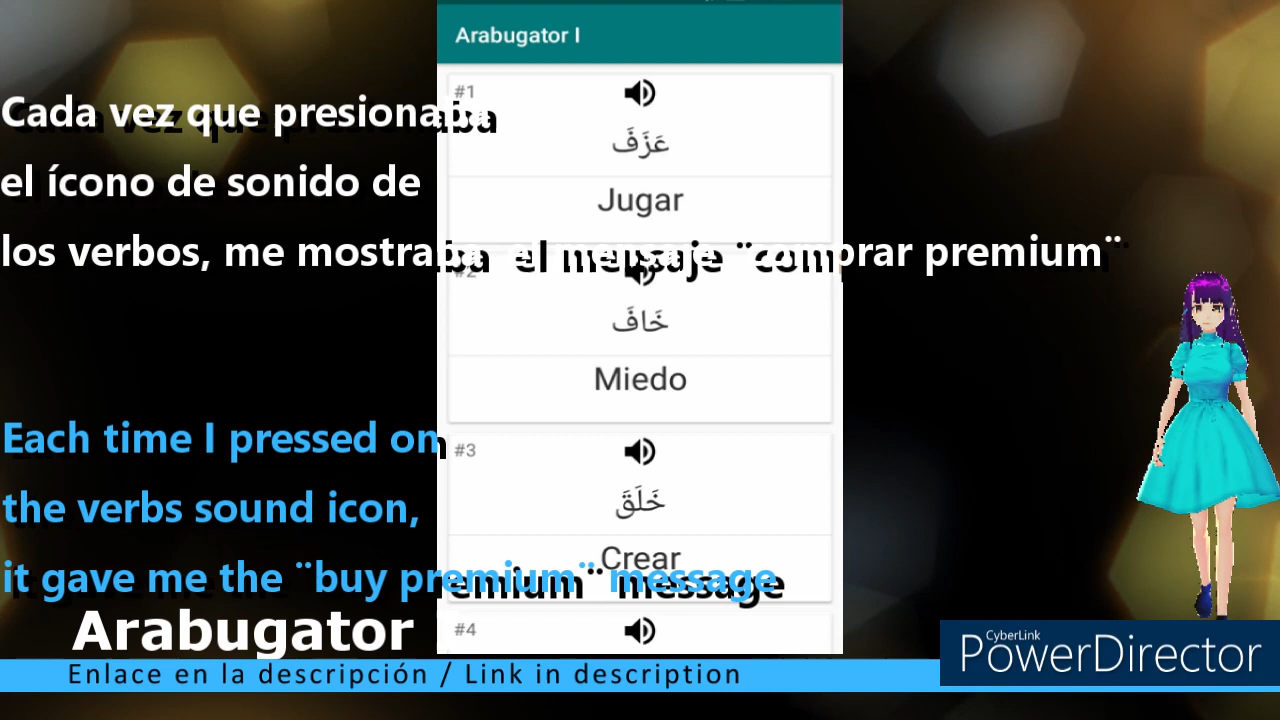 Arabugator I
#1
عَزَفَ
Jugar
Cada vez que presionaba
el ícono de sonido de
los verbos, me mostraba el mensaje ¨comprar premium¨
#2
خَافَ
Miedo
#3
خَلَقَ
Crear
#4
Each time I pressed on
the verbs sound icon,
it gave me the ¨buy premium¨ message
Arabugator
Enlace en la descripción / Link in description
CyberLink
PowerDirector